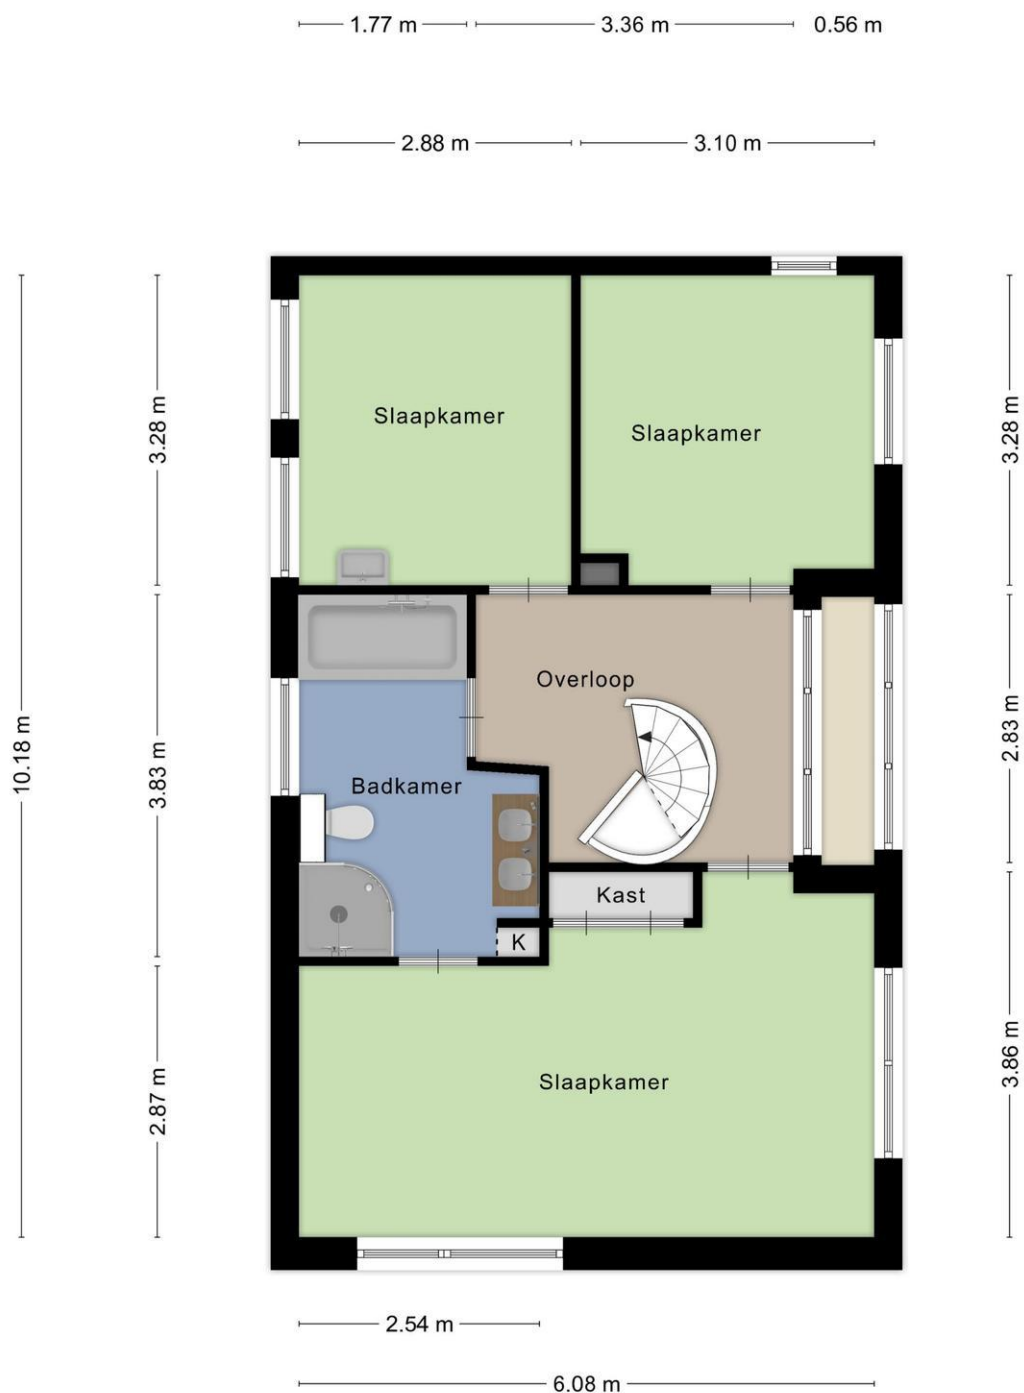 1.77 m 3.36 m 0.56 m
2.88 m 3.10 m
3.28 m
3.28 m
Slaapkamer
Slaapkamer
Overloop
10.18 m
3.83 m
2.83 m
Badkamer
Kast
K
Slaapkamer
2.87 m
3.86 m
2.54 m
6.08 m